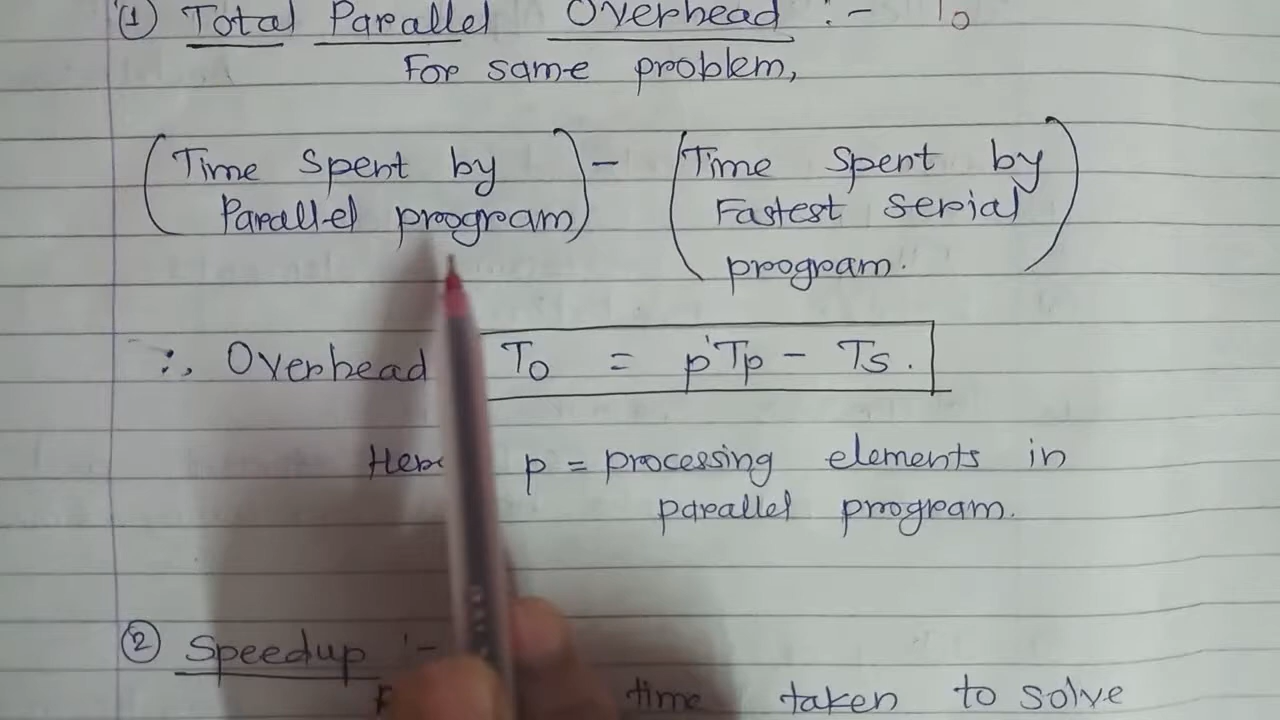 ① Total Parallel Overhead :- To
For same problem,
(Time Spent by Parallel program) - (Time Spent by Fastest serial program.)
∴ Overhead To = pTp - Ts.
p = processing elements in
parallel program.
② Speedup :-
time taken to solve